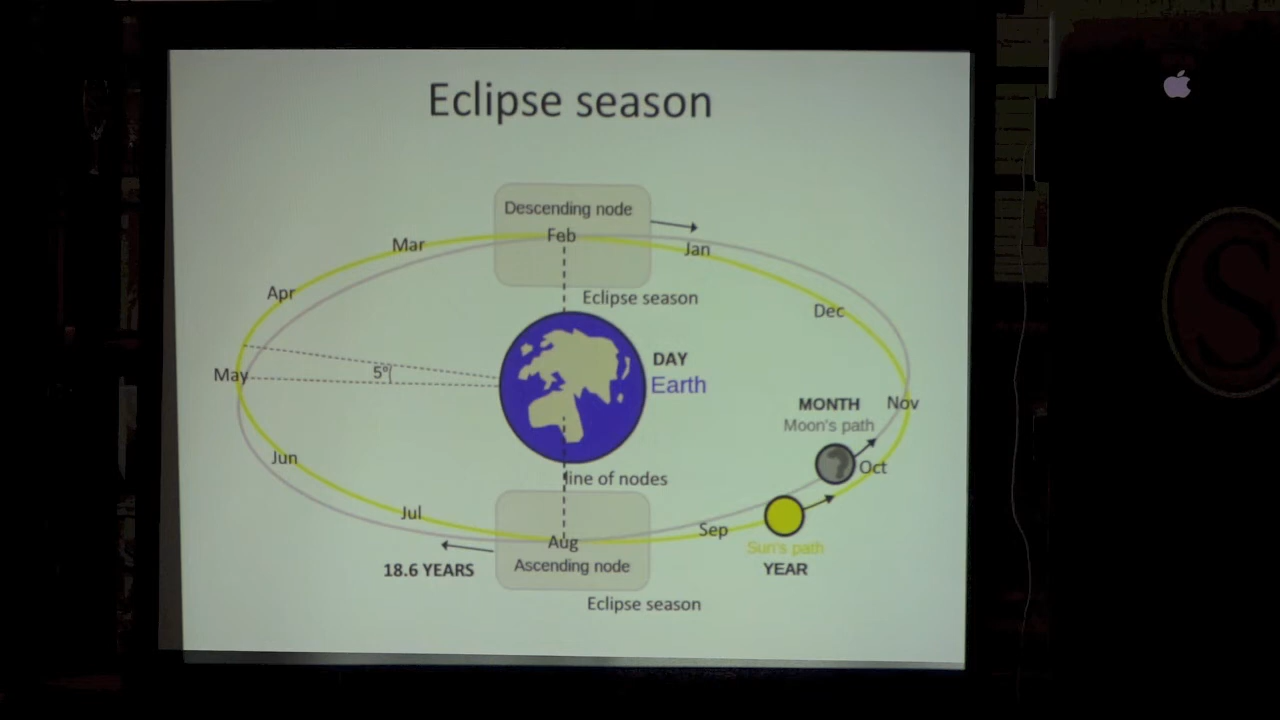 Eclipse season
Descending node
Feb
Mar
Jan
Apr
Eclipse season
Dec
DAY
Earth
5°
May
MONTH
Nov
Moon's path
Jun
Oct
line of nodes
Jul
Sep
Aug
Sun's path
18.6 YEARS
Ascending node
YEAR
Eclipse season
S